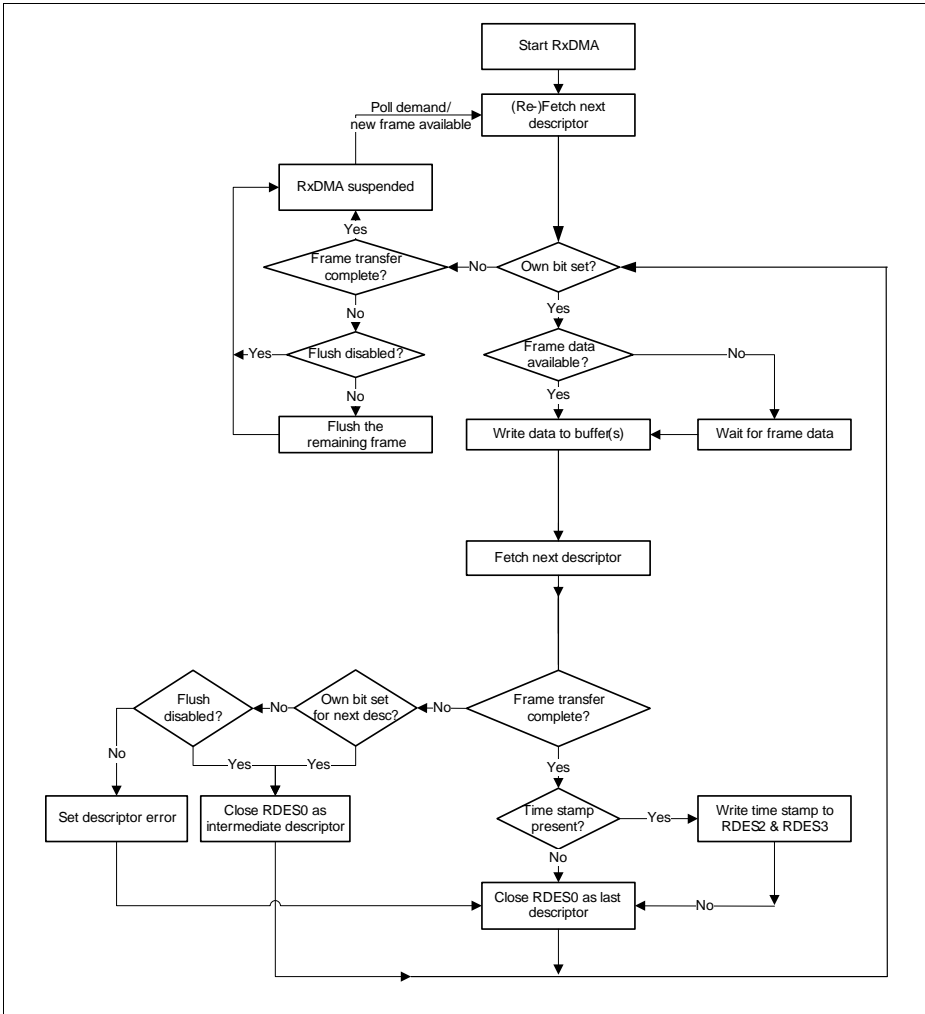 Start RxDMA
Poll demand/
new frame available
(Re-)Fetch next
descriptor
RxDMA suspended
Yes
Frame transfer
complete?
No
Own bit set?
No
Yes
Yes
Flush disabled?
Frame data
available?
No
No
Yes
Flush the
remaining frame
Write data to buffer(s)
Wait for frame data
Fetch next descriptor
Flush
disabled?
No
Own bit set
for next desc?
No
Frame transfer
complete?
No
Yes
Yes
Yes
Set descriptor error
Close RDES0 as
intermediate descriptor
Time stamp
present?
Yes
Write time stamp to
RDES2 & RDES3
No
Close RDES0 as last
descriptor
No